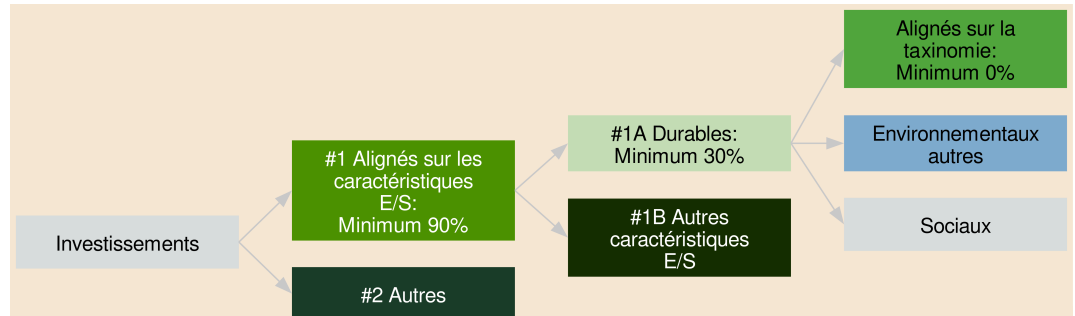 Investissements
#1 Alignés sur les
caractéristiques
E/S:
Minimum 90%
#2 Autres
#1A Durables:
Minimum 30%
#1B Autres
caractéristiques
E/S
Alignés sur la
taxinomie:
Minimum 0%
Environnementaux
autres
Sociaux